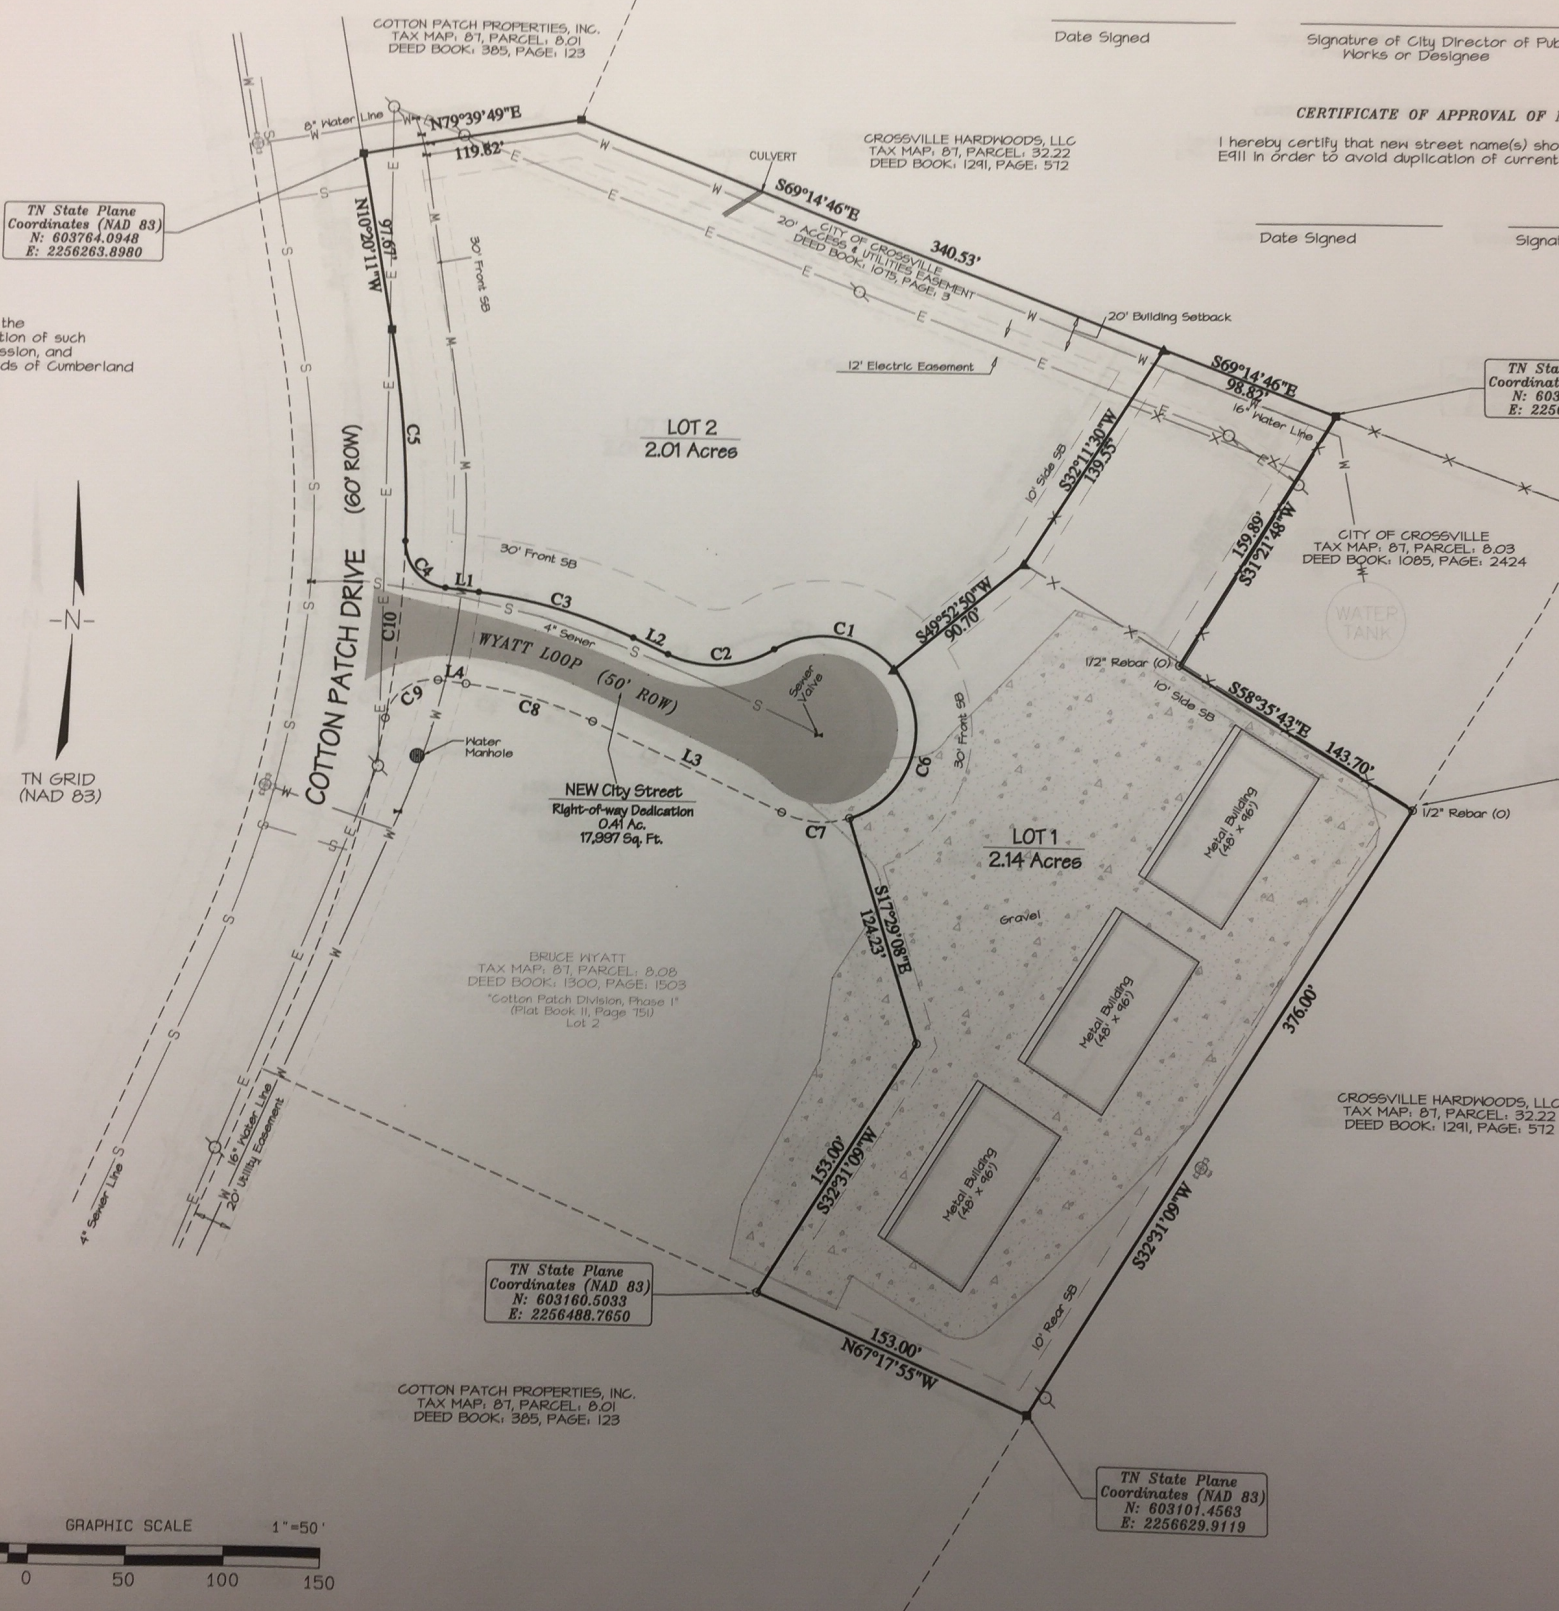 COTTON PATCH PROPERTIES, INC.
TAX MAP: 87, PARCEL: 8.01
DEED BOOK: 385, PAGE: 123
Date Signed
Signature of City Director of Pub
Works or Designee
CERTIFICATE OF APPROVAL OF
I hereby certify that new street name(s) sho
E911 in order to avoid duplication of current
Date Signed
Signa
8" Water Line
N79°39'49"E
119.82'
CULVERT
CROSSVILLE HARDWOODS, LLC
TAX MAP: 87, PARCEL: 32.22
DEED BOOK: 1291, PAGE: 572
TN State Plane
Coordinates (NAD 83)
N: 603764.0948
E: 2256263.8980
N10°20'11"W
97.67'
30' Front SB
S69°14'46"E
340.53'
CITY OF CROSSVILLE
20' ACCESS & UTILITIES EASEMENT
DEED BOOK: 1075, PAGE: 3
20' Building Setback
12' Electric Easement
the
tion of such
ssion, and
ds of Cumberland
S69°14'46"E
98.82'
16" Water Line
TN Sta
Coordinat
N: 603
E: 2256
LOT 2
2.01 Acres
C5
10' Side SB
S32°11'30"W
139.55'
159.89'
S31°21'48"W
CITY OF CROSSVILLE
TAX MAP: 87, PARCEL: 8.03
DEED BOOK: 1085, PAGE: 2424
WATER
TANK
COTTON PATCH DRIVE (60' ROW)
30' Front SB
C4
L1
C3
4" Sewer
L2
C2
C1
S49°52'50"W
90.70'
C10
WYATT LOOP (50' ROW)
Sewer
Valve
1/2" Rebar (O)
10' Side SB
S58°35'43"E
143.70'
1/2" Rebar (O)
-N-
TN GRID
(NAD 83)
C9
L4
C8
L3
C7
C6
30' Front SB
Water
Manhole
NEW City Street
Right-of-way Dedication
0.41 Ac.
17,997 Sq. Ft.
LOT 1
2.14 Acres
Gravel
Metal Building
(48' x 96')
Metal Building
(48' x 96')
Metal Building
(48' x 96')
S17°29'08"E
124.23'
BRUCE WYATT
TAX MAP: 87, PARCEL: 8.08
DEED BOOK: 1300, PAGE: 1503
"Cotton Patch Division, Phase 1"
(Plat Book 11, Page 751)
Lot 2
376.00'
S32°31'09"W
CROSSVILLE HARDWOODS, LLC
TAX MAP: 87, PARCEL: 32.22
DEED BOOK: 1291, PAGE: 572
153.00'
S32°31'09"W
4" Sewer Line
16" Water Line
20' Utility Easement
TN State Plane
Coordinates (NAD 83)
N: 603160.5033
E: 2256488.7650
153.00'
N67°17'55"W
10' Rear SB
COTTON PATCH PROPERTIES, INC.
TAX MAP: 87, PARCEL: 8.01
DEED BOOK: 385, PAGE: 123
TN State Plane
Coordinates (NAD 83)
N: 603101.4563
E: 2256629.9119
GRAPHIC SCALE 1"=50'
0 50 100 150